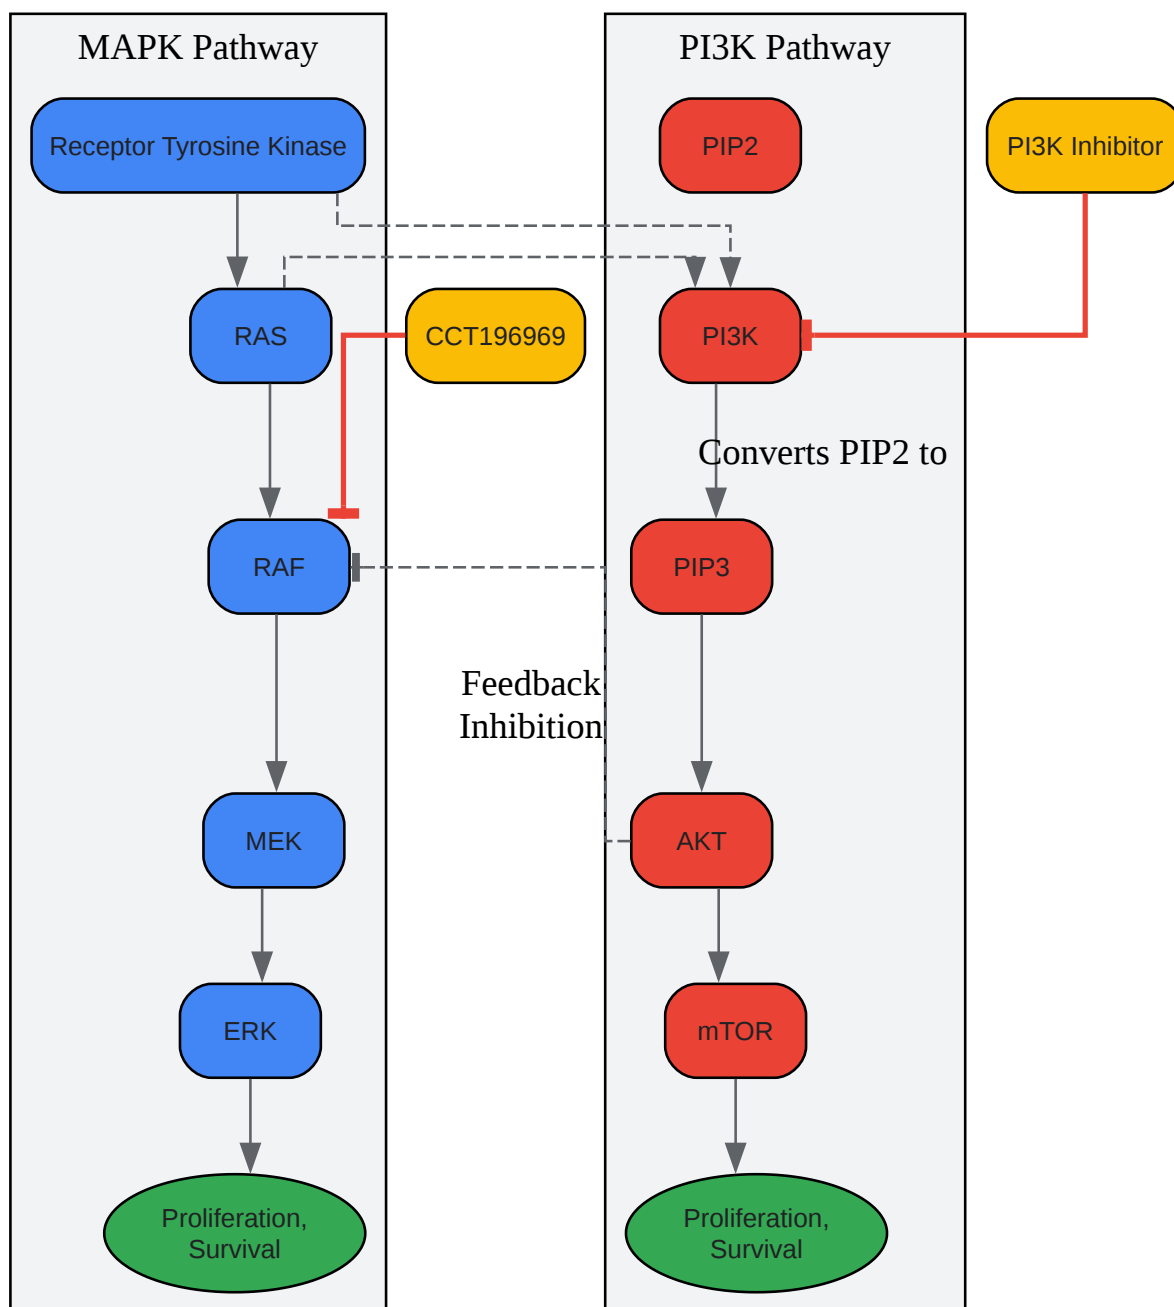 MAPK Pathway
PI3K Pathway
Receptor Tyrosine Kinase
PIP2
PI3K Inhibitor
RAS
CCT196969
PI3K
Converts PIP2 to
RAF
PIP3
Feedback
Inhibition
MEK
AKT
ERK
mTOR
Proliferation,
Survival
Proliferation,
Survival